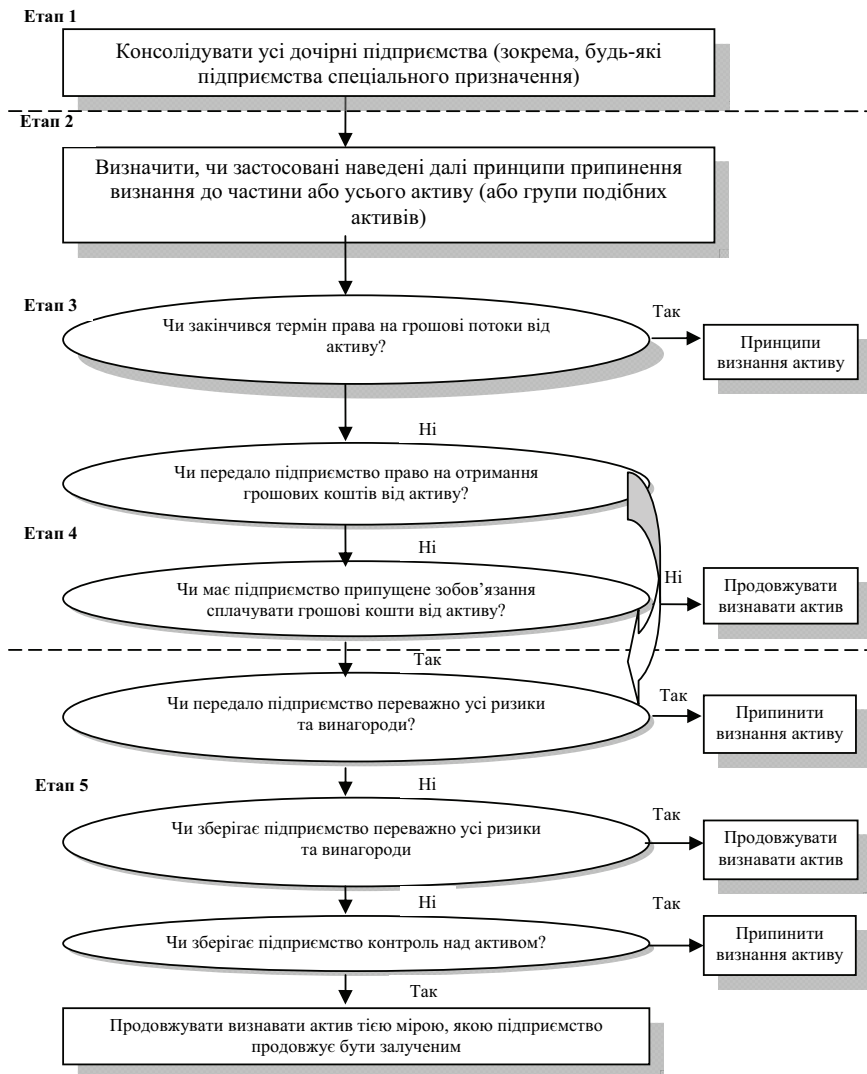 Етап 1
Консолідувати усі дочірні підприємства (зокрема, будь-які
підприємства спеціального призначення)
Етап 2
Визначити, чи застосовані наведені далі принципи припинення
визнання до частини або усього активу (або групи подібних
активів)
Етап 3
Чи закінчився термін права на грошові потоки від
активу?
Так
Принципи
визнання активу
Ні
Чи передало підприємство право на отримання
грошових коштів від активу?
Етап 4
Ні
Чи має підприємство припущене зобов’язання
сплачувати грошові кошти від активу?
Ні
Продовжувати
визнавати актив
Так
Чи передало підприємство переважно усі ризики
та винагороди?
Так
Припинити
визнання активу
Етап 5
Ні
Чи зберігає підприємство переважно усі ризики
та винагороди
Так
Продовжувати
визнавати актив
Ні
Чи зберігає підприємство контроль над активом?
Так
Припинити
визнання активу
Так
Продовжувати визнавати актив тією мірою, якою підприємство
продовжує бути залученим